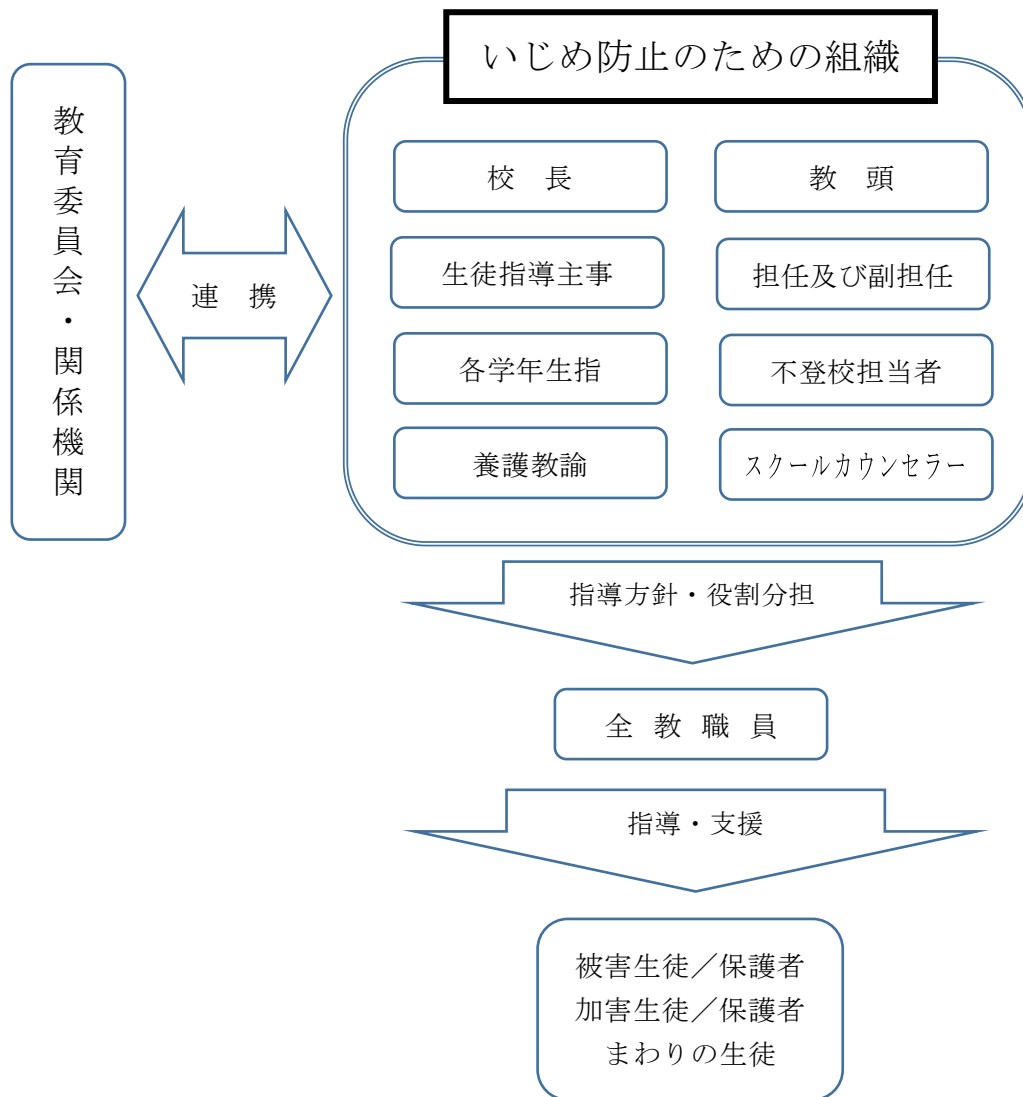 いじめ防止のための組織
教育委員会・関係機関
連　携
校　長
教　頭
生徒指導主事
担任及び副担任
各学年生指
不登校担当者
養護教諭
スクールカウンセラー
指導方針・役割分担
全 教 職 員
指導・支援
被害生徒／保護者
加害生徒／保護者
まわりの生徒